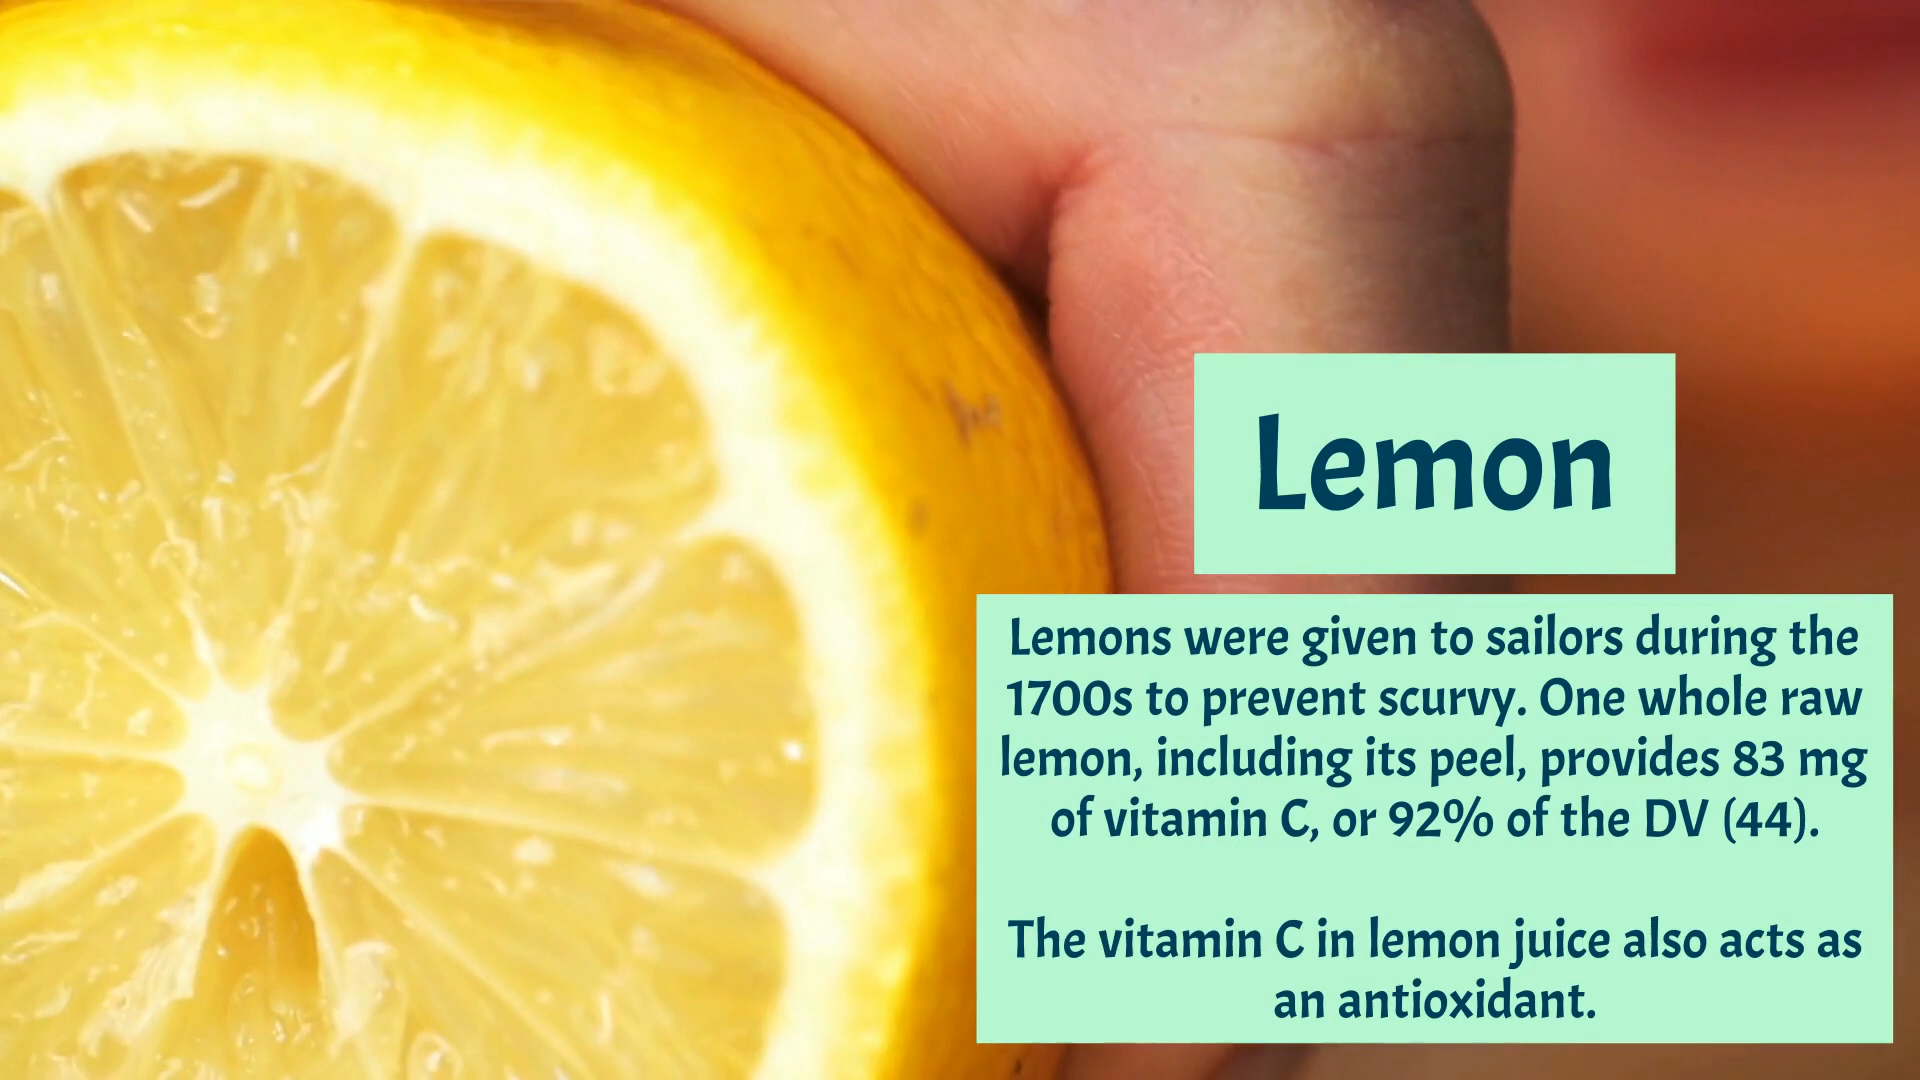 Lemon
Lemons were given to sailors during the
1700s to prevent scurvy. One whole raw
lemon, including its peel, provides 83 mg
of vitamin C, or 92% of the DV (44).
The vitamin C in lemon juice also acts as
an antioxidant.